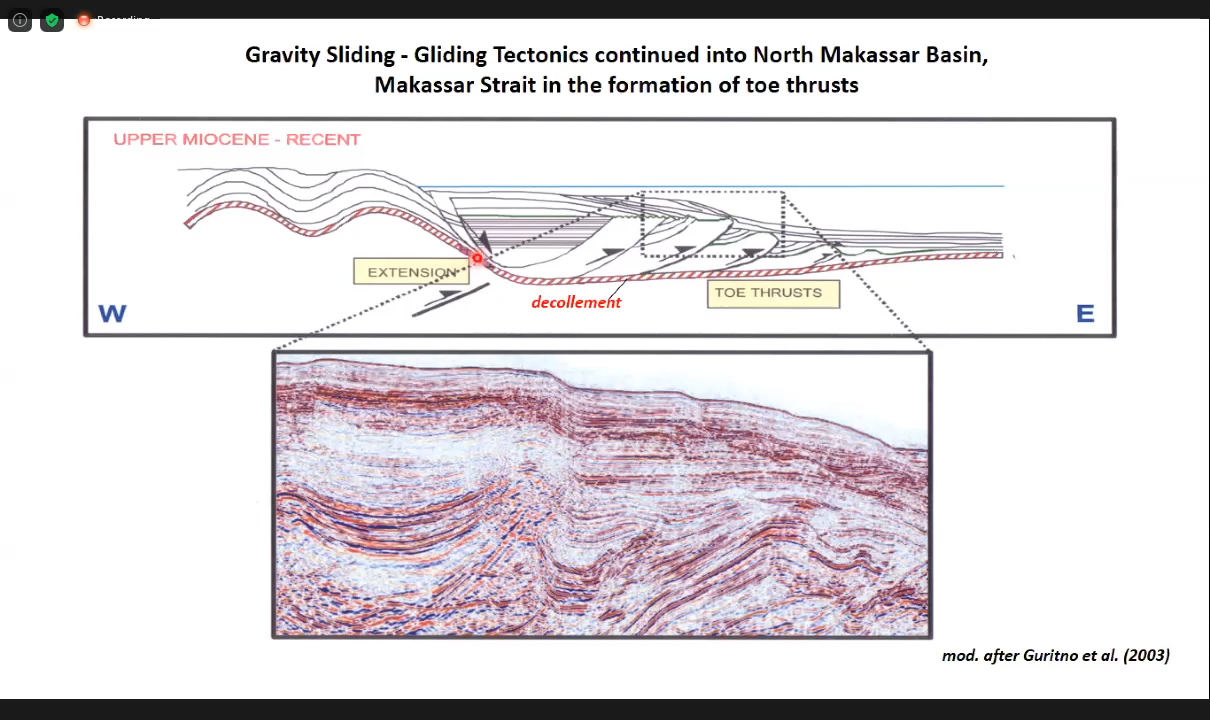 Recording
Gravity Sliding - Gliding Tectonics continued into North Makassar Basin,
Makassar Strait in the formation of toe thrusts
UPPER MIOCENE - RECENT
EXTENSION
decollement
TOE THRUSTS
W
E
mod. after Guritno et al. (2003)